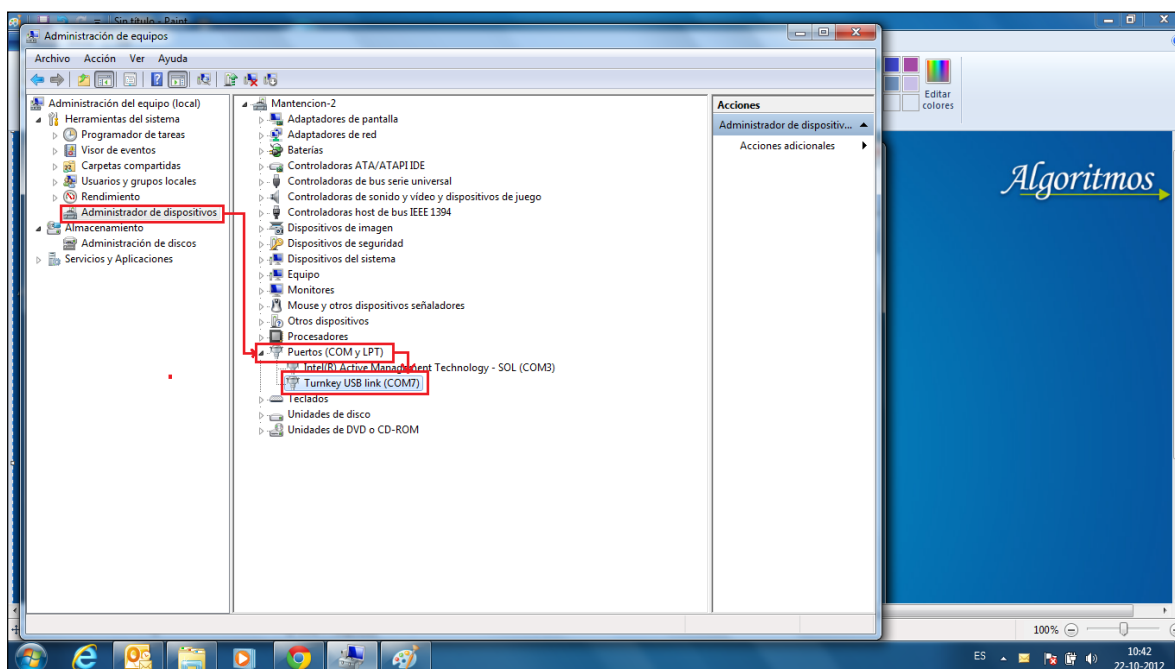 Sin título - Paint
Administración de equipos
Archivo Acción Ver Ayuda
Administración del equipo (local)
Herramientas del sistema
Programador de tareas
Visor de eventos
Carpetas compartidas
Usuarios y grupos locales
Rendimiento
Administrador de dispositivos
Almacenamiento
Administración de discos
Servicios y Aplicaciones
Mantencion-2
Adaptadores de pantalla
Adaptadores de red
Baterías
Controladoras ATA/ATAPI IDE
Controladoras de bus serie universal
Controladoras de sonido y vídeo y dispositivos de juego
Controladoras host de bus IEEE 1394
Dispositivos de imagen
Dispositivos de seguridad
Dispositivos del sistema
Equipo
Monitores
Mouse y otros dispositivos señaladores
Otros dispositivos
Procesadores
Puertos (COM y LPT)
Intel(R) Active Management Technology - SOL (COM3)
Turnkey USB link (COM7)
Teclados
Unidades de disco
Unidades de DVD o CD-ROM
Acciones
Administrador de dispositiv...
Acciones adicionales
Editar
colores
Algoritmos
100%
ES
10:42